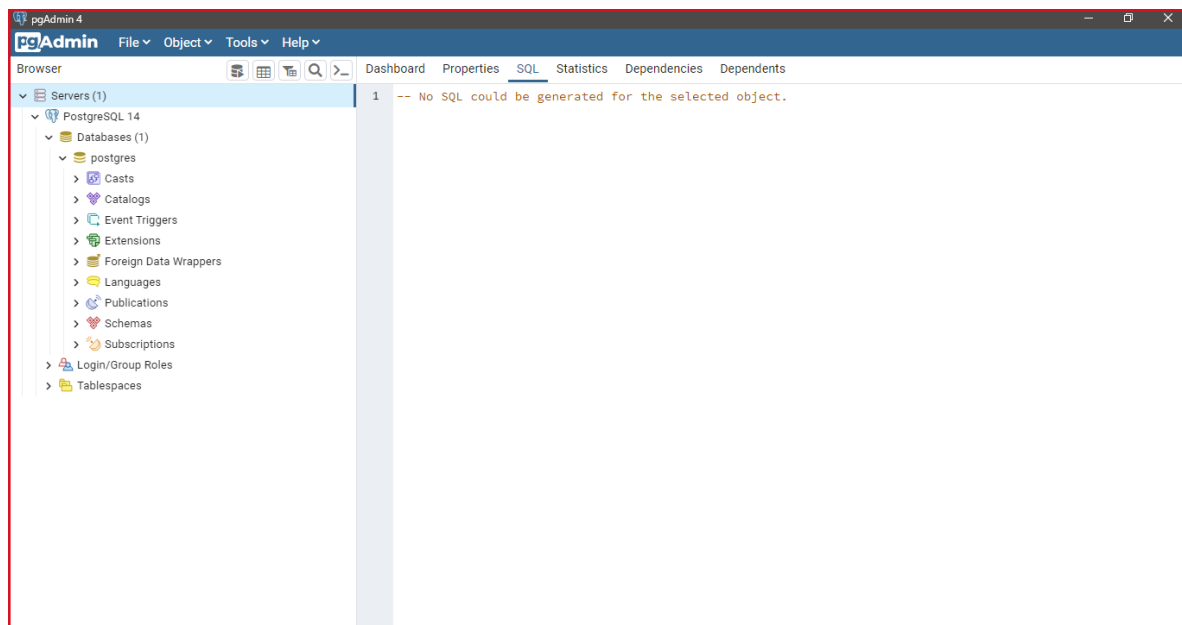 pgAdmin 4
pgAdmin File Object Tools Help
Browser
Dashboard Properties SQL Statistics Dependencies Dependents
Servers (1)
PostgreSQL 14
Databases (1)
postgres
Casts
Catalogs
Event Triggers
Extensions
Foreign Data Wrappers
Languages
Publications
Schemas
Subscriptions
Login/Group Roles
Tablespaces
1 -- No SQL could be generated for the selected object.